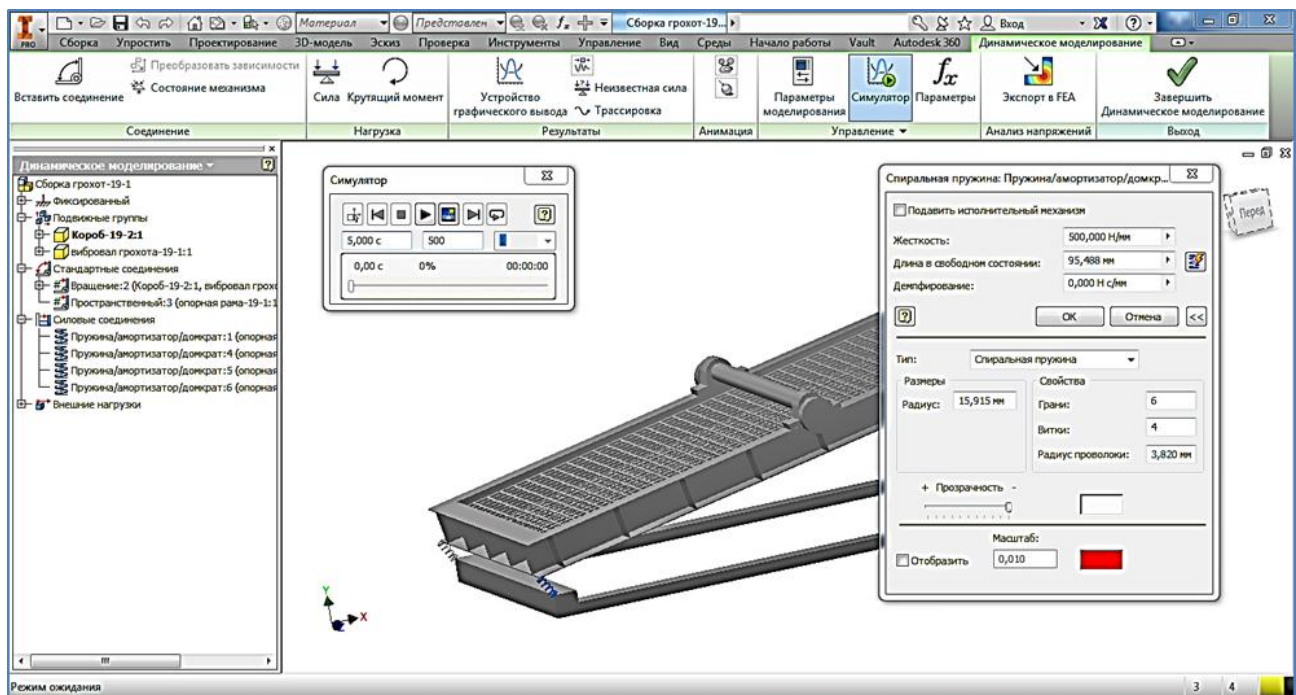 Материал
Представлен
fx
Сборка грохот-19...
Вход
PRO
Сборка Упростить Проектирование 3D-модель Эскиз Проверка Инструменты Управление Вид Среды Начало работы Vault Autodesk 360 Динамическое моделирование
Вставить соединение
Преобразовать зависимости
Состояние механизма
Сила Крутящий момент
Устройство графического вывода
Неизвестная сила
Трассировка
Параметры моделирования
Симулятор
fx
Параметры
Экспорт в FEA
Завершить Динамическое моделирование
Соединение Нагрузка Результаты Анимация Управление Анализ напряжений Выход
Динамическое моделирование
Сборка грохот-19-1
Фиксированный
Подвижные группы
Короб-19-2:1
вибровал грохота-19-1:1
Стандартные соединения
Вращение:2 (Короб-19-2:1, вибровал грохо
Пространственный:3 (опорная рама-19-1:1
Силовые соединения
Пружина/амортизатор/домкрат:1 (опорная
Пружина/амортизатор/домкрат:4 (опорная
Пружина/амортизатор/домкрат:5 (опорная
Пружина/амортизатор/домкрат:6 (опорная
Внешние нагрузки
Симулятор
5,000 с 500
0,00 с 0% 00:00:00
Спиральная пружина: Пружина/амортизатор/домкр...
Подавить исполнительный механизм
Жесткость: 500,000 Н/мм
Длина в свободном состоянии: 95,488 мм
Демпфирование: 0,000 Н с/мм
OK Отмена <<
Тип: Спиральная пружина
Размеры Свойства
Радиус: 15,915 мм Грани: 6
Витки: 4
Радиус проволоки: 3,820 мм
+ Прозрачность -
Масштаб:
Отобразить 0,010
Перед
Y
X
Режим ожидания 3 4